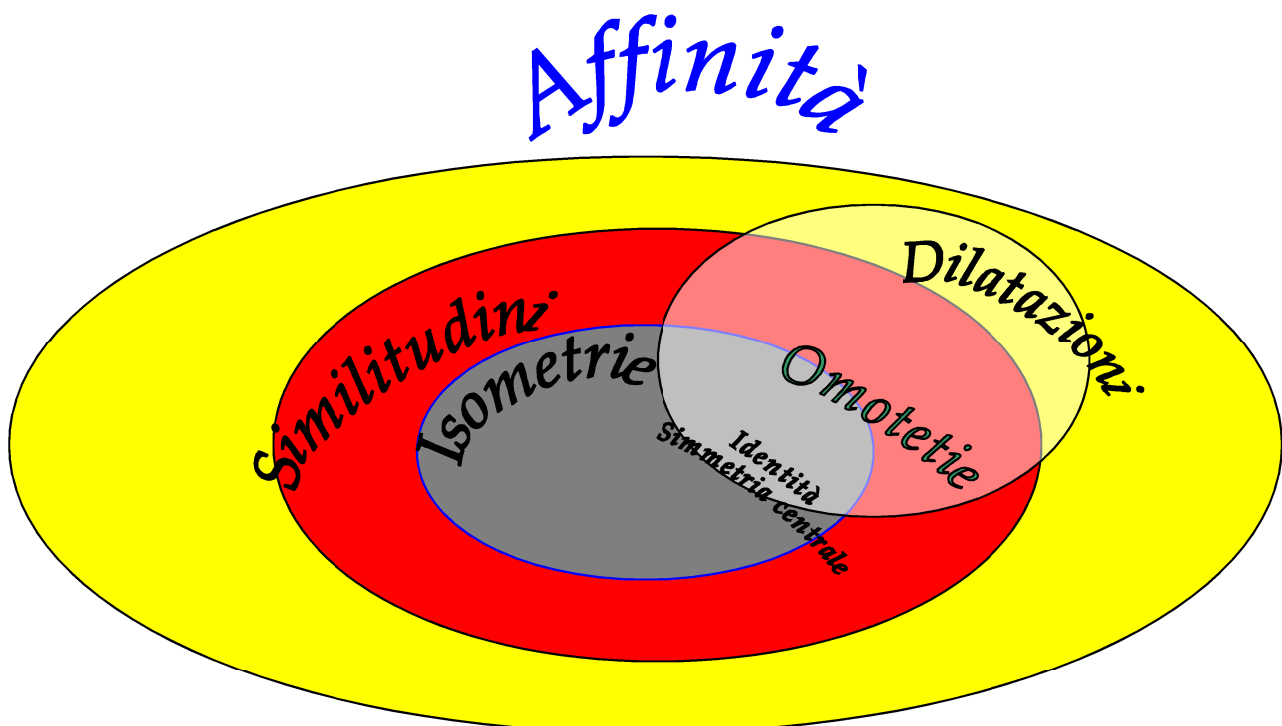 Affinità
Dilatazioni
Similitudini
Isometrie
Omotetie
Identità
Simmetria centrale